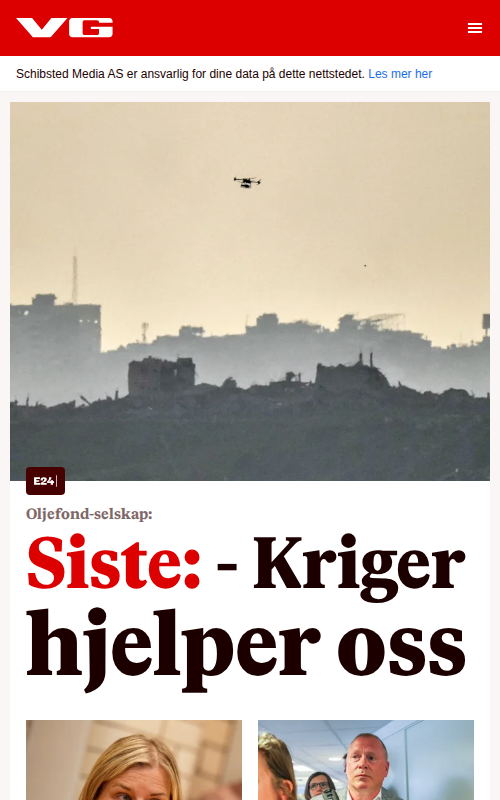 VG
Schibsted Media AS er ansvarlig for dine data på dette nettstedet. Les mer her
E24
Oljefond-selskap:
Siste: - Kriger
hjelper oss